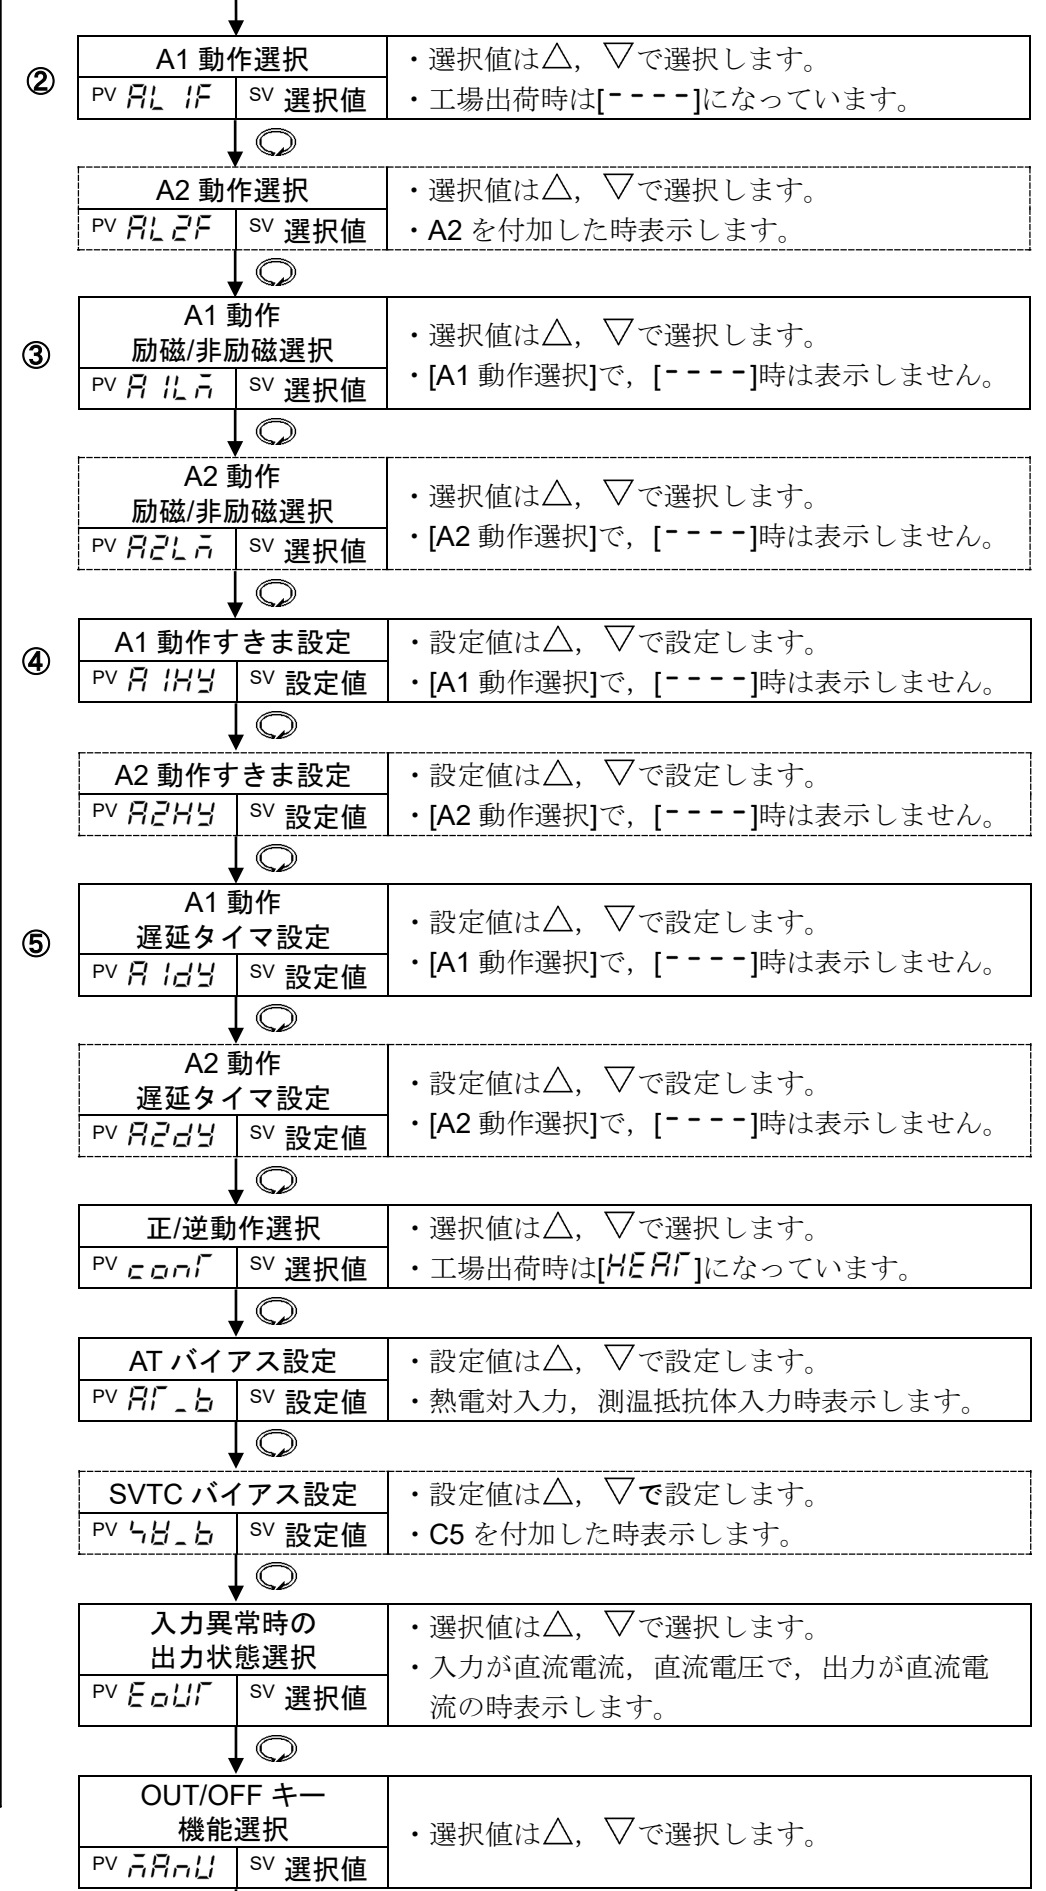 ②
A1 動作選択
PV AL1F SV 選択値
・選択値は△，▽で選択します。
・工場出荷時は[----]になっています。
A2 動作選択
PV AL2F SV 選択値
・選択値は△，▽で選択します。
・A2 を付加した時表示します。
③
A1 動作
励磁/非励磁選択
PV A1Lm SV 選択値
・選択値は△，▽で選択します。
・[A1 動作選択]で，[----]時は表示しません。
A2 動作
励磁/非励磁選択
PV A2Lm SV 選択値
・選択値は△，▽で選択します。
・[A2 動作選択]で，[----]時は表示しません。
④
A1 動作すきま設定
PV A1HY SV 設定値
・設定値は△，▽で設定します。
・[A1 動作選択]で，[----]時は表示しません。
A2 動作すきま設定
PV A2HY SV 設定値
・設定値は△，▽で設定します。
・[A2 動作選択]で，[----]時は表示しません。
⑤
A1 動作
遅延タイマ設定
PV A1dY SV 設定値
・設定値は△，▽で設定します。
・[A1 動作選択]で，[----]時は表示しません。
A2 動作
遅延タイマ設定
PV A2dY SV 設定値
・設定値は△，▽で設定します。
・[A2 動作選択]で，[----]時は表示しません。
正/逆動作選択
PV conT SV 選択値
・選択値は△，▽で選択します。
・工場出荷時は[HEAT]になっています。
AT バイアス設定
PV AT_b SV 設定値
・設定値は△，▽で設定します。
・熱電対入力，測温抵抗体入力時表示します。
SVTC バイアス設定
PV SV_b SV 設定値
・設定値は△，▽で設定します。
・C5 を付加した時表示します。
入力異常時の
出力状態選択
PV EoUT SV 選択値
・選択値は△，▽で選択します。
・入力が直流電流，直流電圧で，出力が直流電
流の時表示します。
OUT/OFF キー
機能選択
PV mAnU SV 選択値
・選択値は△，▽で選択します。